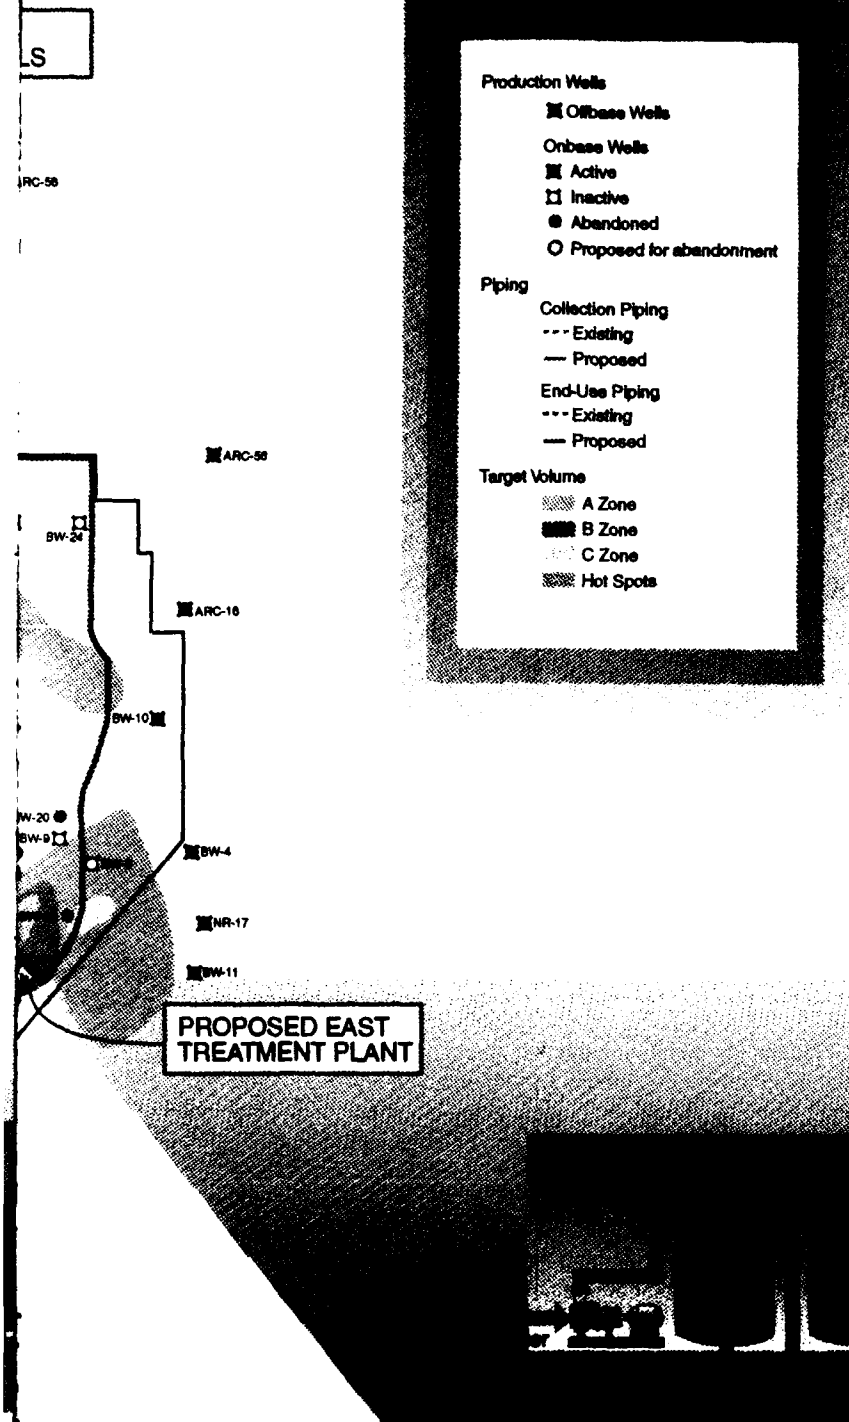 LS
RC-56
Production Wells
Offbase Wells
Onbase Wells
Active
Inactive
Abandoned
Proposed for abandonment
Piping
Collection Piping
Existing
Proposed
End-Use Piping
Existing
Proposed
Target Volume
A Zone
B Zone
C Zone
Hot Spots
ARC-56
BW-24
ARC-16
BW-10
W-20
BW-9
BW-4
NR-17
BW-11
PROPOSED EAST
TREATMENT PLANT